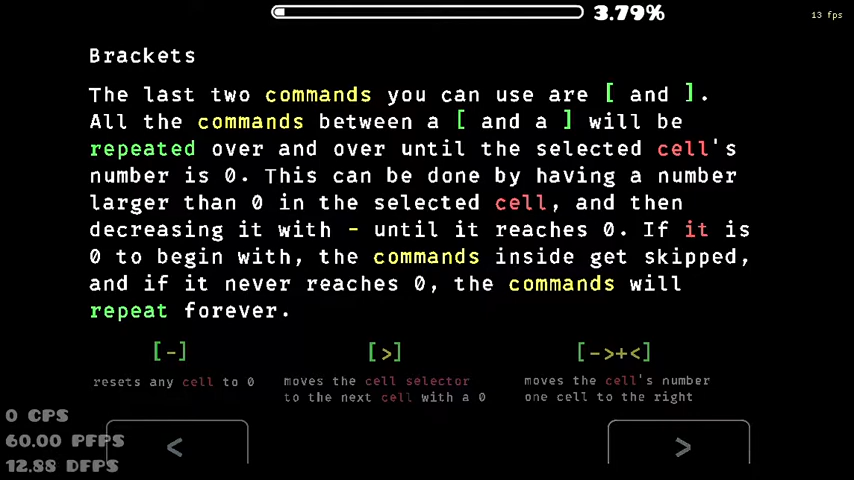 3.79%
13 fps
Brackets
The last two commands you can use are [ and ].
All the commands between a [ and a ] will be
repeated over and over until the selected cell's
number is 0. This can be done by having a number
larger than 0 in the selected cell, and then
decreasing it with - until it reaches 0. If it is
0 to begin with, the commands inside get skipped,
and if it never reaches 0, the commands will
repeat forever.
[-]
resets any cell to 0
[>]
moves the cell selector
to the next cell with a 0
[->+<]
moves the cell's number
one cell to the right
0 CPS
60.00 PFPS
12.88 DFPS
<
>